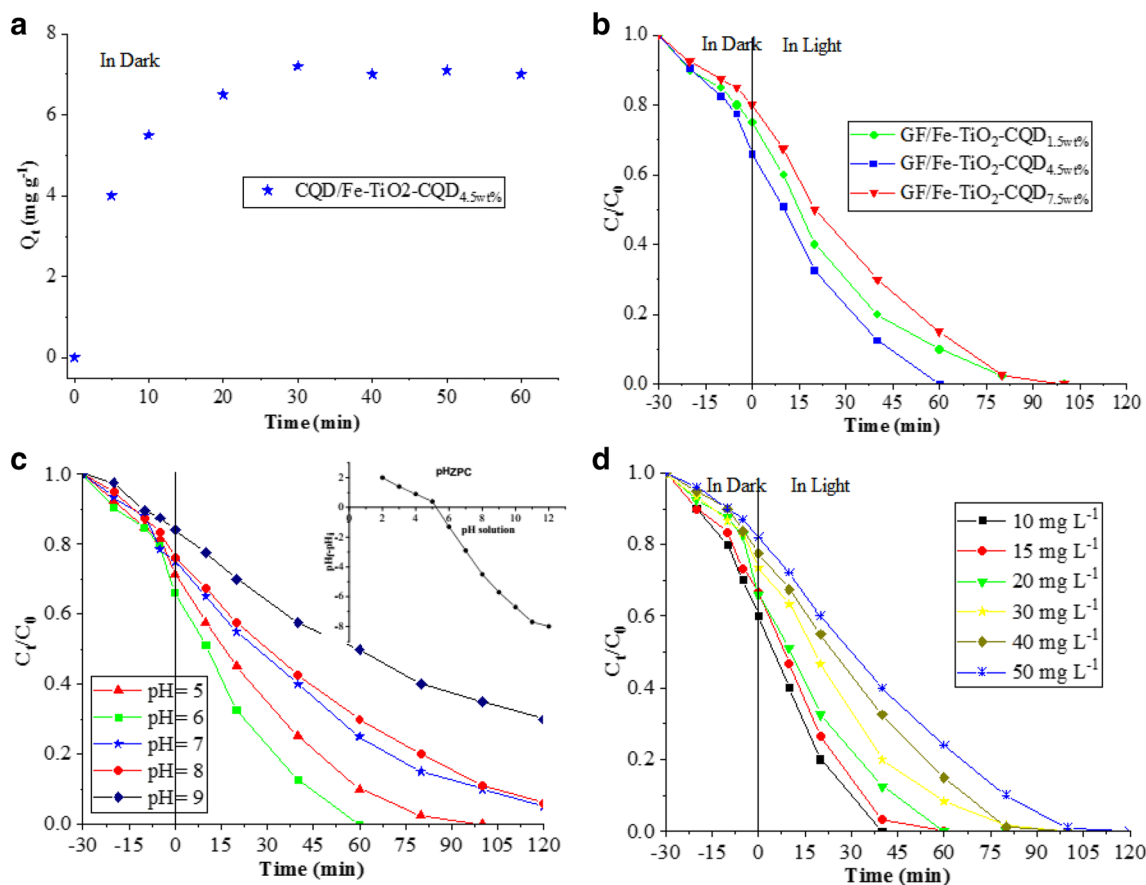 a
In Dark
CQD/Fe-TiO2-CQD4.5wt%
Qt (mg g-1)
8
6
4
2
0
0 10 20 30 40 50 60
Time (min)
b
In Dark In Light
GF/Fe-TiO2-CQD1.5wt%
GF/Fe-TiO2-CQD4.5wt%
GF/Fe-TiO2-CQD7.5wt%
Ct/C0
1.0
0.8
0.6
0.4
0.2
0.0
-30 -15 0 15 30 45 60 75 90 105 120
Time (min)
c
pHZPC
2
0
-2
-4
-6
-8
0 2 4 6 8 10 12
pH solution
pHf-pHi
pH= 5
pH= 6
pH= 7
pH= 8
pH= 9
Ct/C0
1.0
0.8
0.6
0.4
0.2
0.0
-30 -15 0 15 30 45 60 75 90 105 120
Time (min)
d
In Dark In Light
10 mg L-1
15 mg L-1
20 mg L-1
30 mg L-1
40 mg L-1
50 mg L-1
Ct/C0
1.0
0.8
0.6
0.4
0.2
0.0
-30 -15 0 15 30 45 60 75 90 105 120
Time (min)